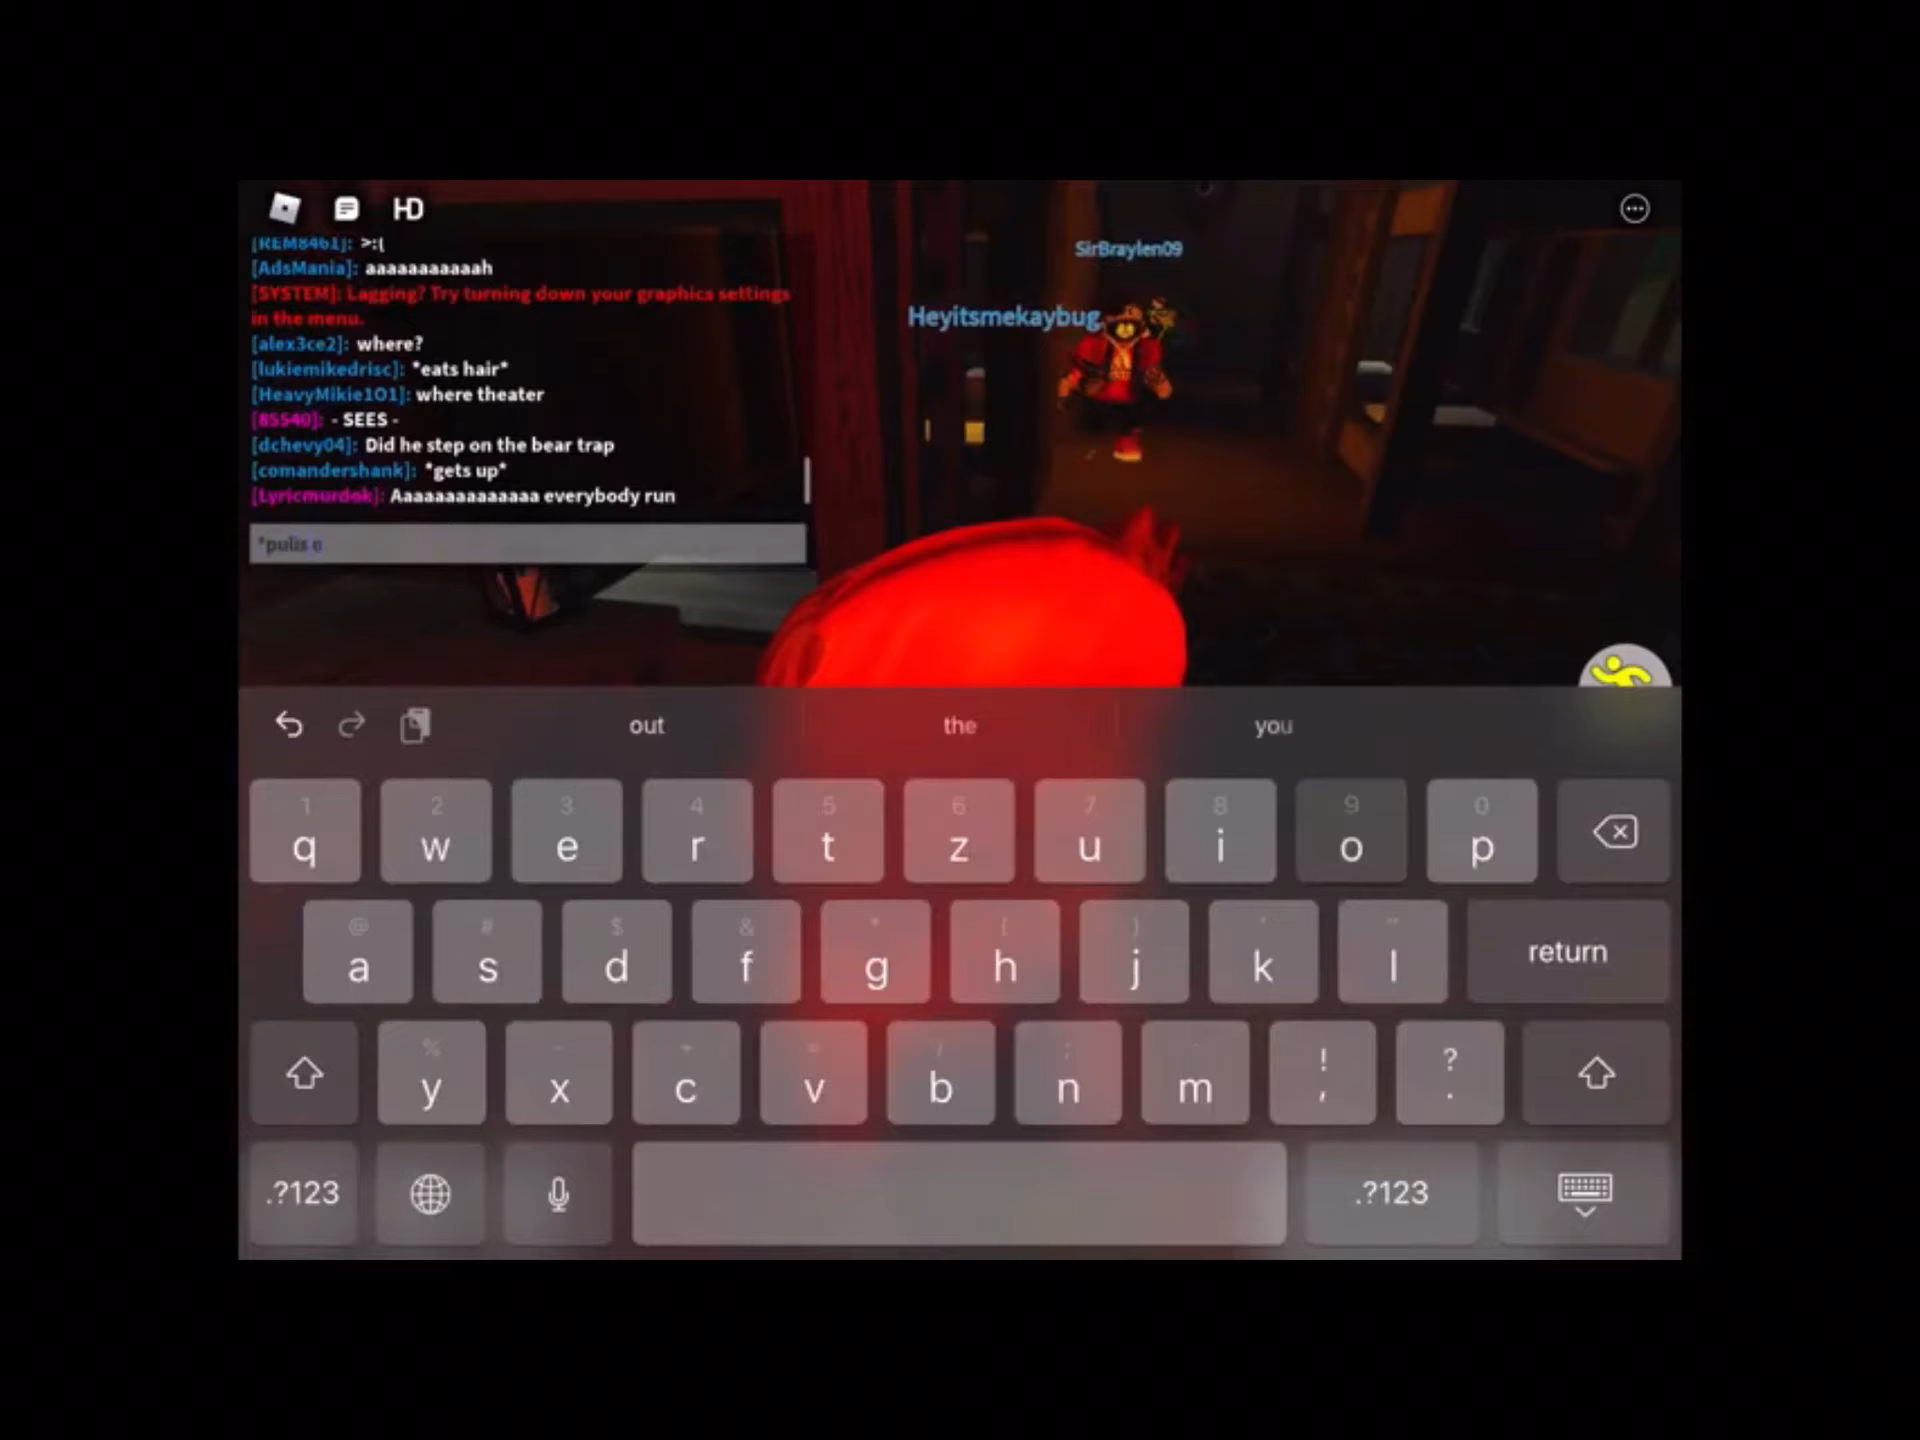 HD
[REM8461]: >:(
[AdsMania]: aaaaaaaaaaah
[SYSTEM]: Lagging? Try turning down your graphics settings
in the menu.
[alex3ce2]: where?
[lukiemikedrisc]: *eats hair*
[HeavyMikie101]: where theater
[85540]: - SEES -
[dchevy04]: Did he step on the bear trap
[comandershank]: *gets up*
[Lyricmurdok]: Aaaaaaaaaaaaaa everybody run
*pulis
SirBraylen09
Heyitsmekaybug
out the you
1 2 3 4 5 6 7 8 9 0
q w e r t z u i o p
@ # $ & * ( ) ' "
a s d f g h j k l return
% - + = / ; !  ?
y x c v b n m , .
.?123 .?123